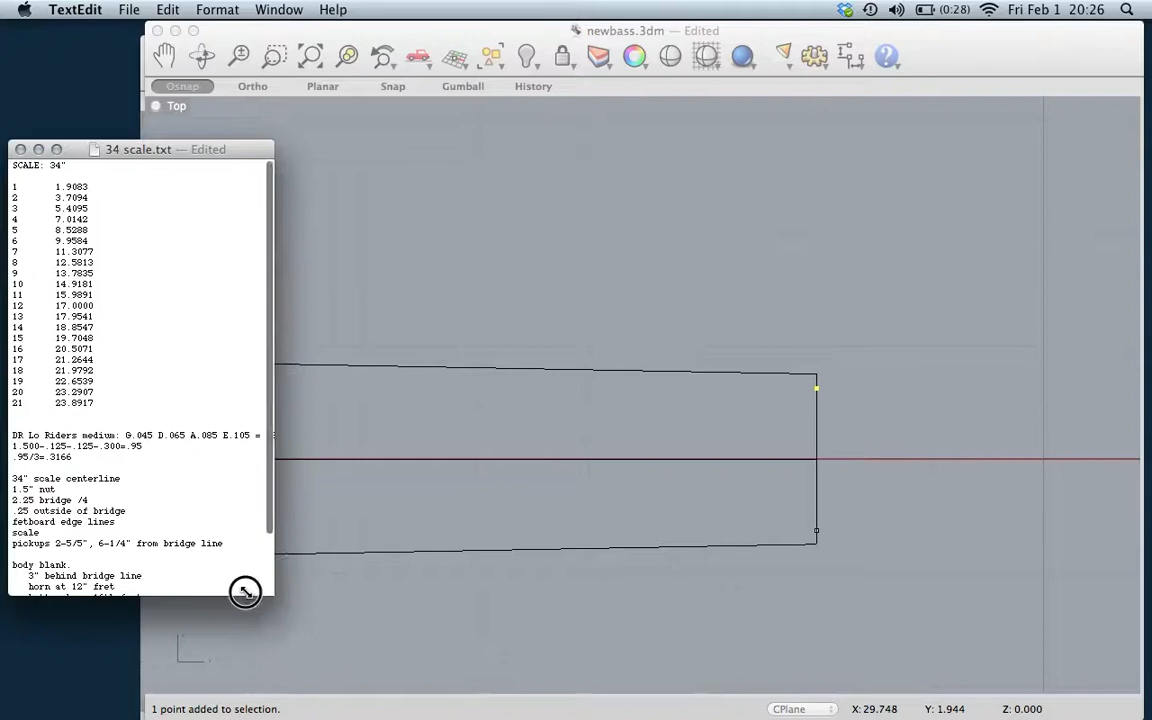 TextEdit File Edit Format Window Help (0:28) Fri Feb 1 20:26
newbass.3dm — Edited
Osnap Ortho Planar Snap Gumball History
Top
34 scale.txt — Edited
SCALE: 34"
1 1.9083
2 3.7094
3 5.4095
4 7.0142
5 8.5288
6 9.9584
7 11.3077
8 12.5813
9 13.7835
10 14.9181
11 15.9891
12 17.0000
13 17.9541
14 18.8547
15 19.7048
16 20.5071
17 21.2644
18 21.9792
19 22.6539
20 23.2907
21 23.8917
DR Lo Riders medium: G.045 D.065 A.085 E.105 =
1.500-.125-.125-.300=.95
.95/3=.3166
34" scale centerline
1.5" nut
2.25 bridge /4
.25 outside of bridge
fetboard edge lines
scale
pickups 2-5/5", 6-1/4" from bridge line
body blank.
3" behind bridge line
horn at 12" fret
1 point added to selection. CPlane X: 29.748 Y: 1.944 Z: 0.000